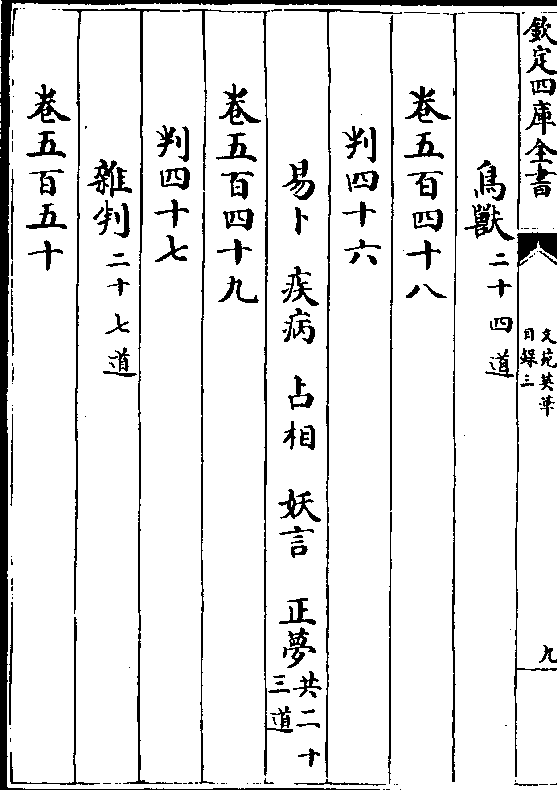 欽定四庫全書
文苑英華
目録三
九
鳥獸二十四道
卷五百四十八
判四十六
易卜 疾病 占相 妖言 正夢共二十三道
卷五百四十九
判四十七
雜判二十七道
卷五百五十